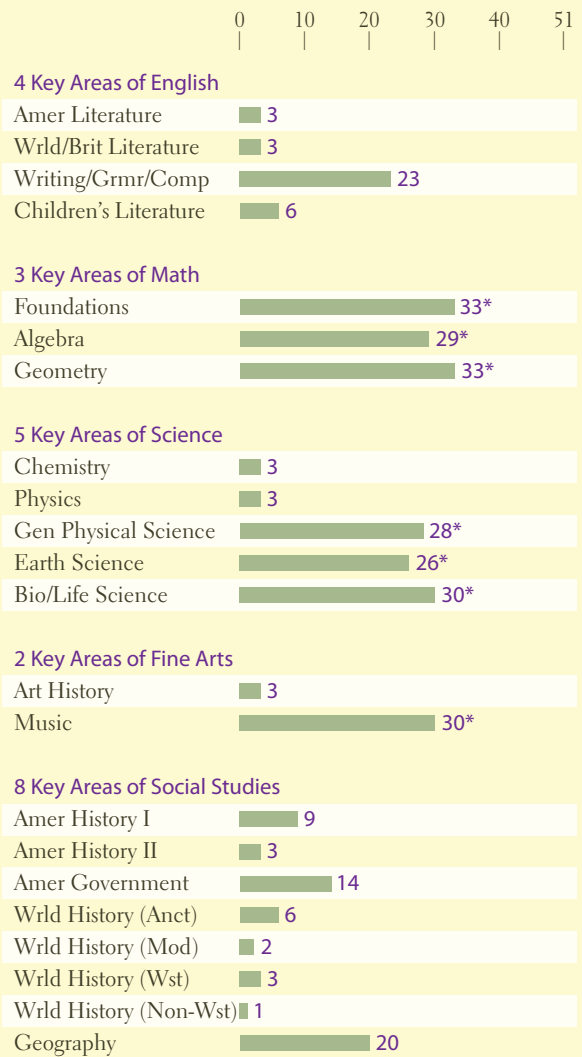 0 10 20 30 40 51
4 Key Areas of English
Amer Literature 3
Wrld/Brit Literature 3
Writing/Grmr/Comp 23
Children's Literature 6
3 Key Areas of Math
Foundations 33*
Algebra 29*
Geometry 33*
5 Key Areas of Science
Chemistry 3
Physics 3
Gen Physical Science 28*
Earth Science 26*
Bio/Life Science 30*
2 Key Areas of Fine Arts
Art History 3
Music 30*
8 Key Areas of Social Studies
Amer History I 9
Amer History II 3
Amer Government 14
Wrld History (Anct) 6
Wrld History (Mod) 2
Wrld History (Wst) 3
Wrld History (Non-Wst) 1
Geography 20